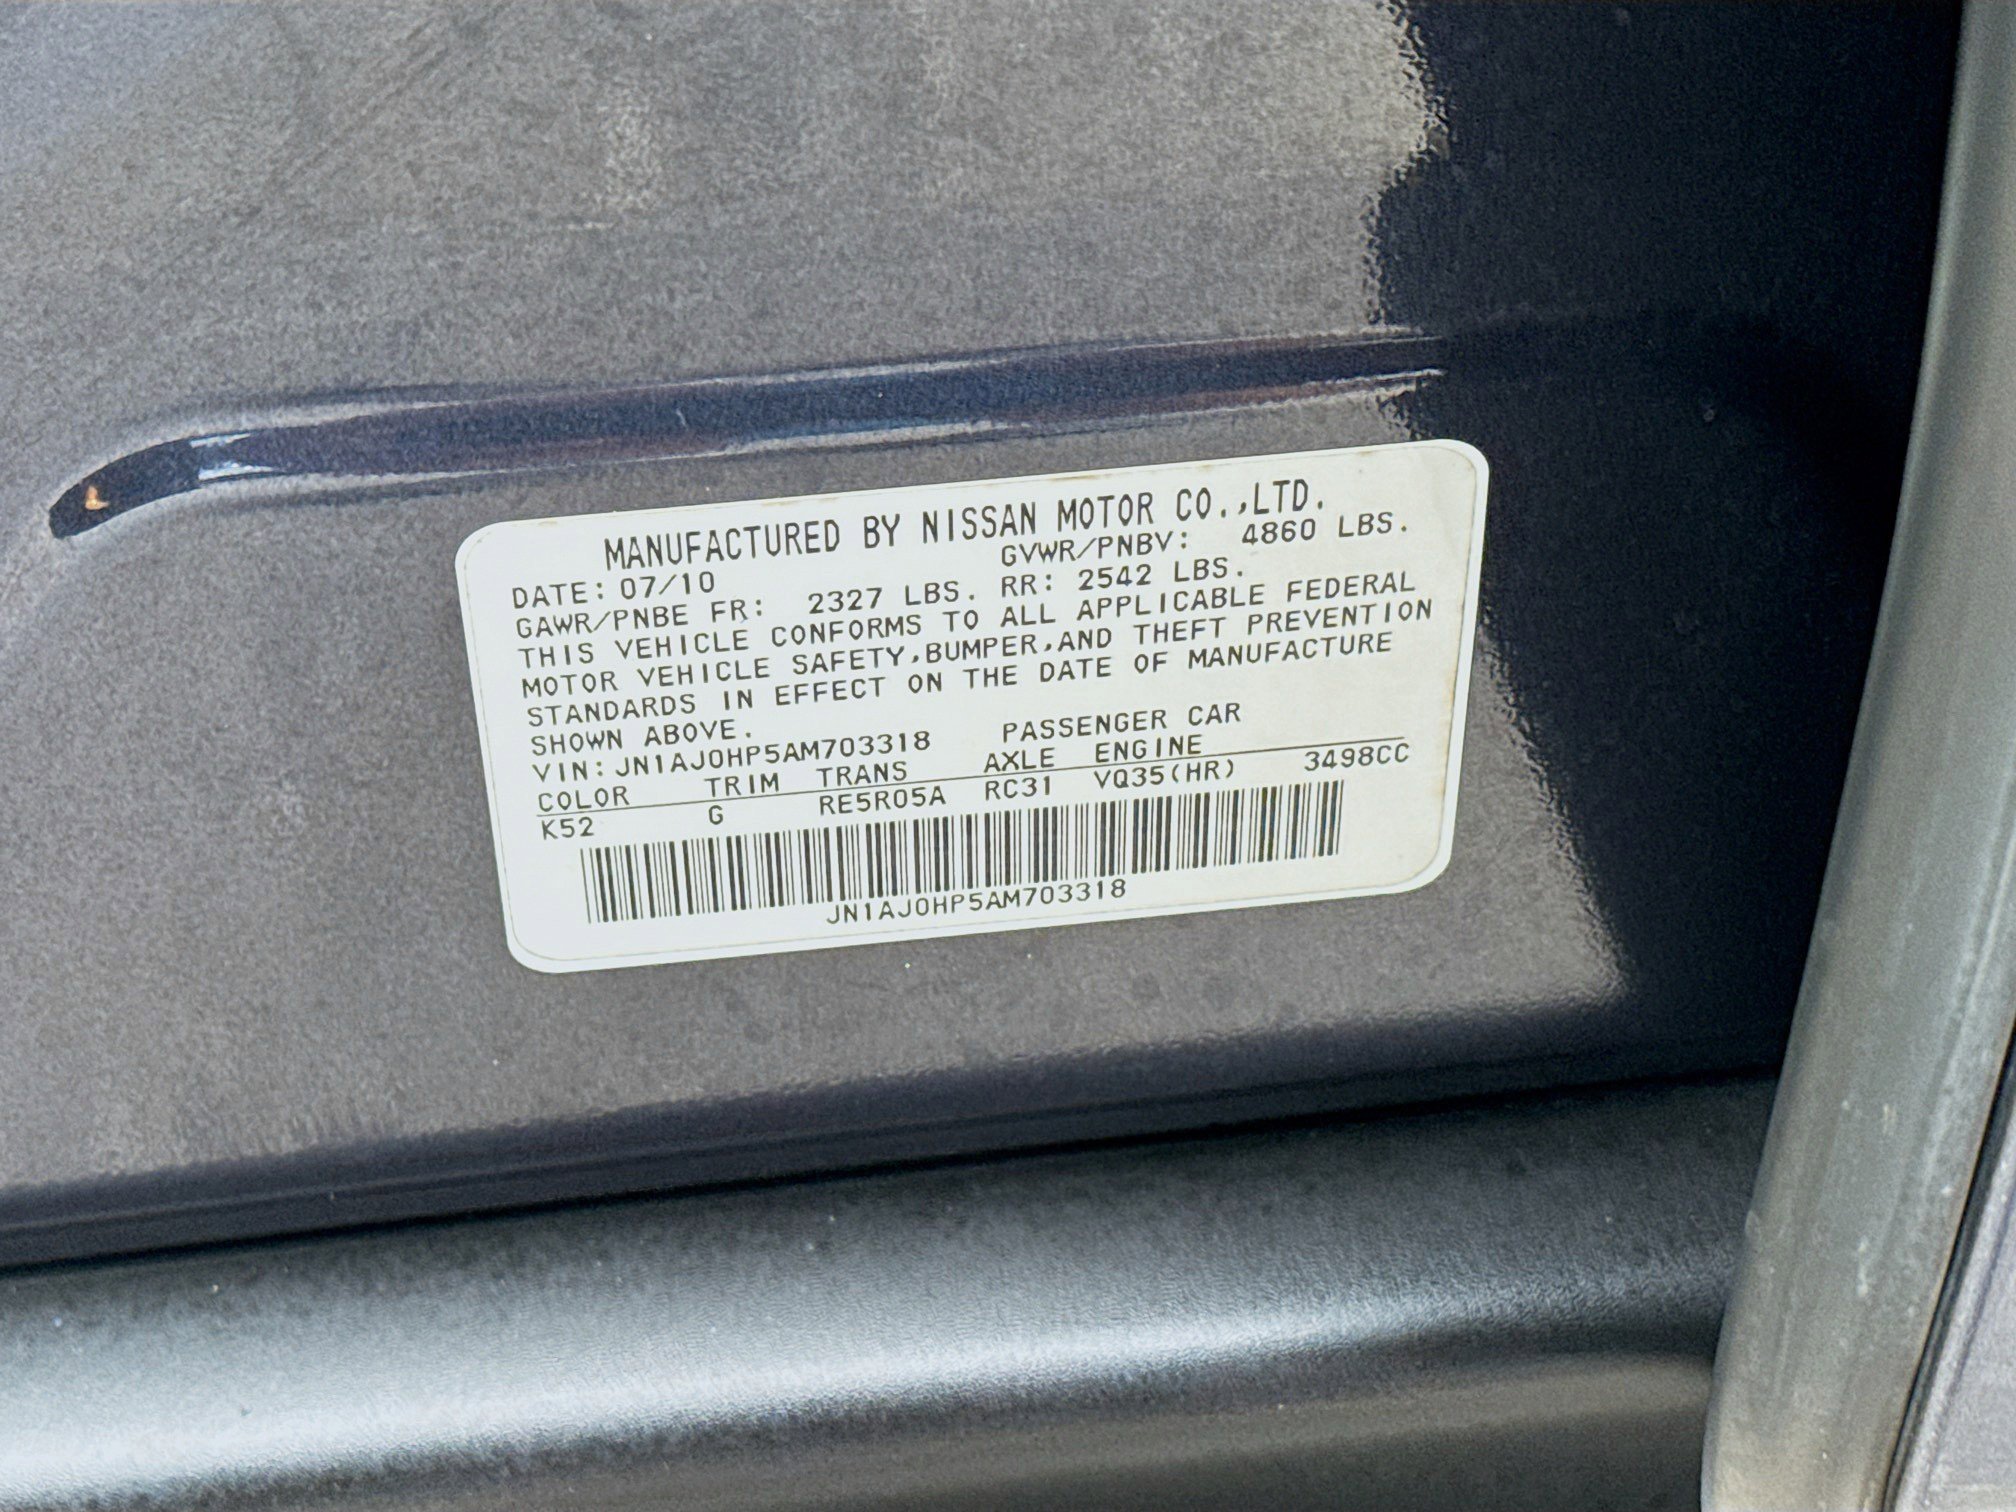 MANUFACTURED BY NISSAN MOTOR CO.,LTD.
DATE: 07/10 GVWR/PNBV: 4860 LBS.
GAWR/PNBE FR: 2327 LBS. RR: 2542 LBS.
THIS VEHICLE CONFORMS TO ALL APPLICABLE FEDERAL
MOTOR VEHICLE SAFETY,BUMPER,AND THEFT PREVENTION
STANDARDS IN EFFECT ON THE DATE OF MANUFACTURE
SHOWN ABOVE.
VIN: JN1AJ0HP5AM703318 PASSENGER CAR
COLOR TRIM TRANS AXLE ENGINE
K52 G RE5R05A RC31 VQ35(HR) 3498CC
JN1AJ0HP5AM703318